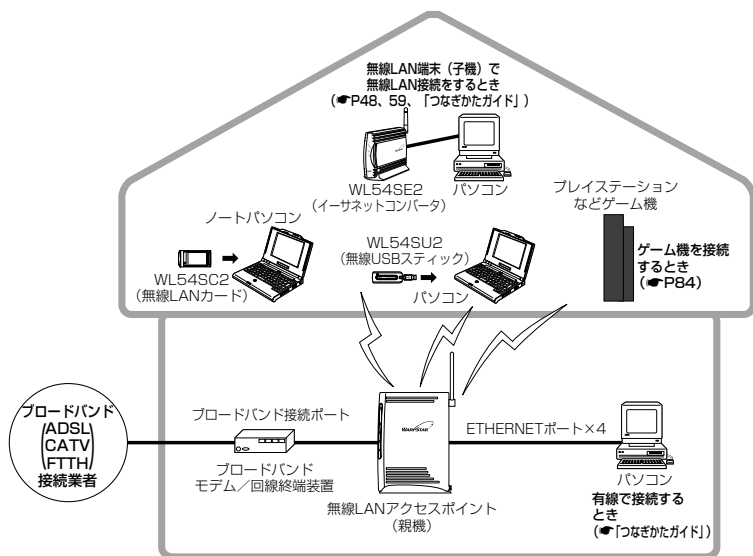 無線LAN端末（子機）で
無線LAN接続をするとき
（☛P48、59、「つなぎかたガイド」）
WARPSTAR
WL54SE2
（イーサネットコンバータ）
パソコン
プレイステーション
などゲーム機
ノートパソコン
WL54SU2
（無線USBスティック）
ゲーム機を接続
するとき
（☛P84）
WL54SC2
（無線LANカード）
パソコン
ブロードバンド
ADSL
CATV
FTTH
接続業者
ブロードバンド接続ポート
WARPSTAR
ETHERNETポート×4
ブロードバンド
モデム／回線終端装置
無線LANアクセスポイント
（親機）
パソコン
有線で接続する
とき
（☛「つなぎかたガイド」）